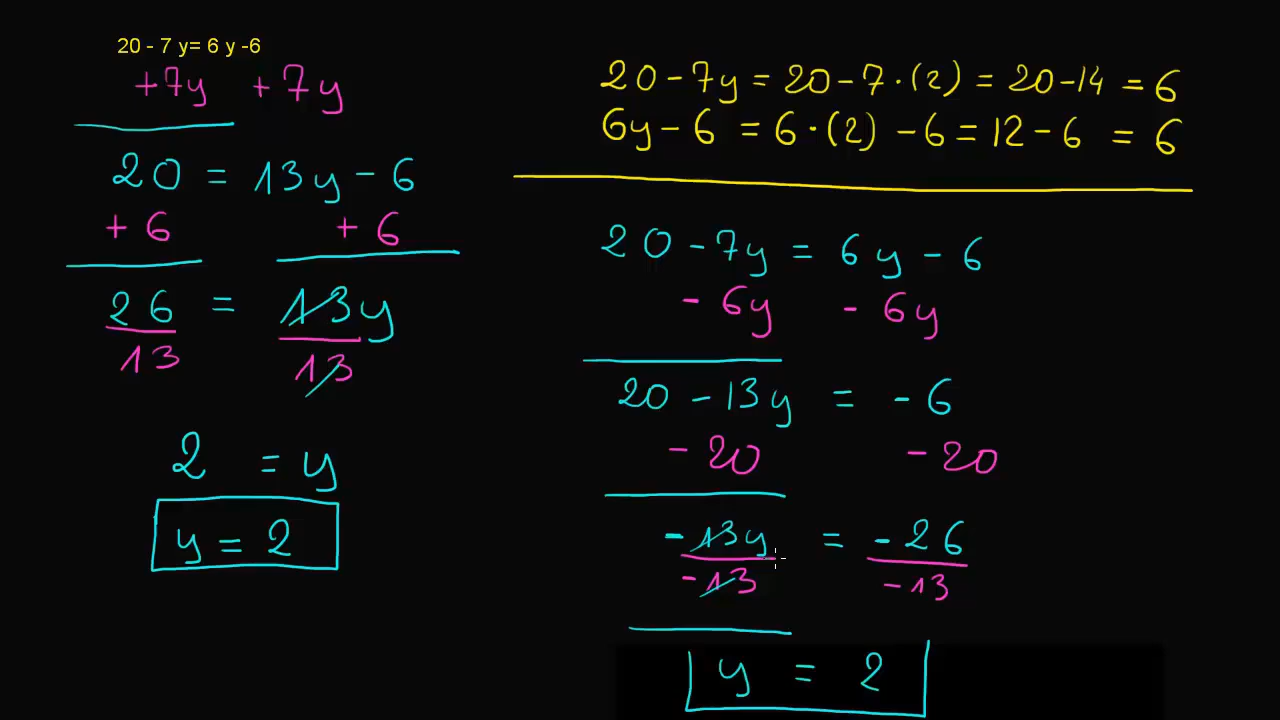 20 - 7 y= 6 y -6
+7y +7y
20 = 13y - 6
+ 6 + 6
26 = 13y
13 13
2 = y
y = 2
20 - 7y = 20 - 7·(2) = 20 - 14 = 6
6y - 6 = 6·(2) - 6 = 12 - 6 = 6
20 - 7y = 6y - 6
- 6y - 6y
20 - 13y = - 6
- 20 - 20
- 13y = - 26
- 13 - 13
y = 2